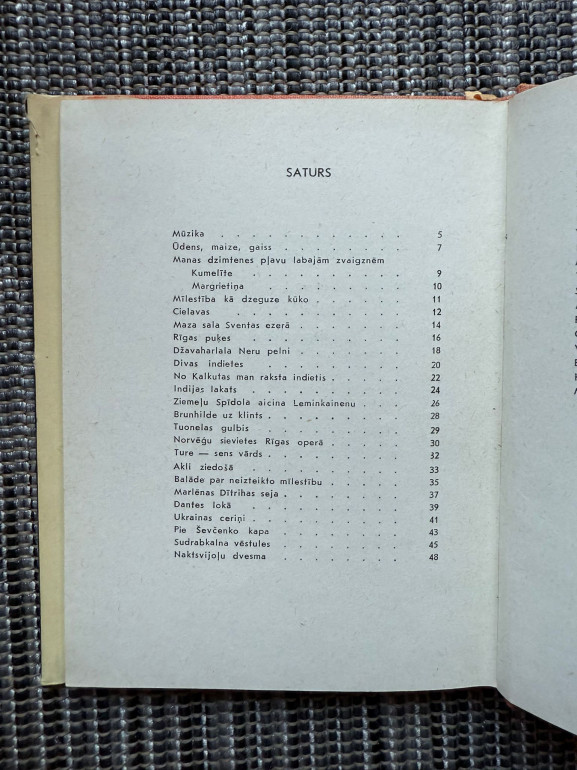 SATURS
Mūzika . . . . . . . . . . . . 5
Ūdens, maize, gaiss . . . . . . . . 7
Manas dzimtenes pļavu labajām zvaigznēm
Kumelīte . . . . . . . . . . 9
Margrietiņa . . . . . . . . . 10
Mīlestība kā dzeguze kūko . . . . . . . 11
Cielavas . . . . . . . . . . . 12
Maza sala Sventas ezerā . . . . . . . 14
Rīgas puķes . . . . . . . . . . 16
Džavaharlala Neru pelni . . . . . . . 18
Divas indietes . . . . . . . . . 20
No Kalkutas man raksta indietis . . . . . . 22
Indijas lakats . . . . . . . . . . 24
Ziemeļu Spīdola aicina Leminkainenu . . . . 26
Brunhilde uz klints . . . . . . . . . 28
Tuonelas gulbis . . . . . . . . . 29
Norvēģu sievietes Rīgas operā . . . . . . 30
Ture — sens vārds . . . . . . . . . 32
Akli ziedošā . . . . . . . . . . 33
Balāde par neizteikto mīlestību . . . . . . 35
Marlēnas Dītrihas seja . . . . . . . . 37
Dantes lokā . . . . . . . . . . 39
Ukrainas ceriņi . . . . . . . . . . 41
Pie Ševčenko kapa . . . . . . . . . 43
Sudrabkalna vēstules . . . . . . . . 45
Naktsvijoļu dvesma . . . . . . . . 48